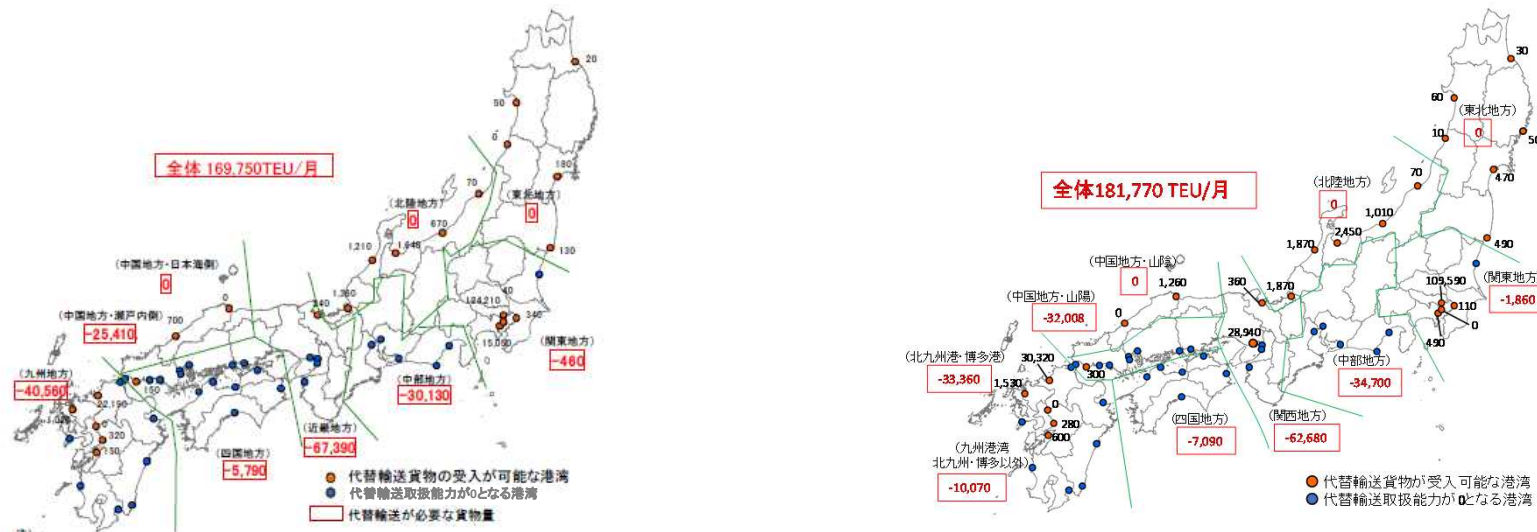 20
50
0
全体 169,750TEU/月
180
70
(北陸地方)
0
(東北地方)
0
670
1,640
1,210
130
(中国地方・日本海側)
0
0
240
1,360
40
124,210
340
(中国地方・瀬戸内側)
-25,410
700
15,050
(関東地方)
-460
(九州地方)
-40,560
150
22,190
(中部地方)
-30,130
0
320
(近畿地方)
-67,390
(四国地方)
-5,790
代替輸送貨物の受入が可能な港湾
代替輸送取扱能力が0となる港湾
代替輸送が必要な貨物量
30
60
(東北地方)
0
10
50
470
全体181,770 TEU/月
70
(北陸地方)
0
1,010
2,450
1,870
490
(中国地方・山陰)
0
1,260
360
1,870
109,590
(関東地方
-1,860
110
0
490
(中国地方・山陽)
-32,008
0
28,940
(北九州港・博多港)
-33,360
30,320
300
1,530
(中部地方)
-34,700
0
280
600
(四国地方)
-7,090
(関西地方)
-62,680
(九州港湾
北九州・博多以外)
-10,070
代替輸送貨物が受入可能な港湾
代替輸送取扱能力が0となる港湾